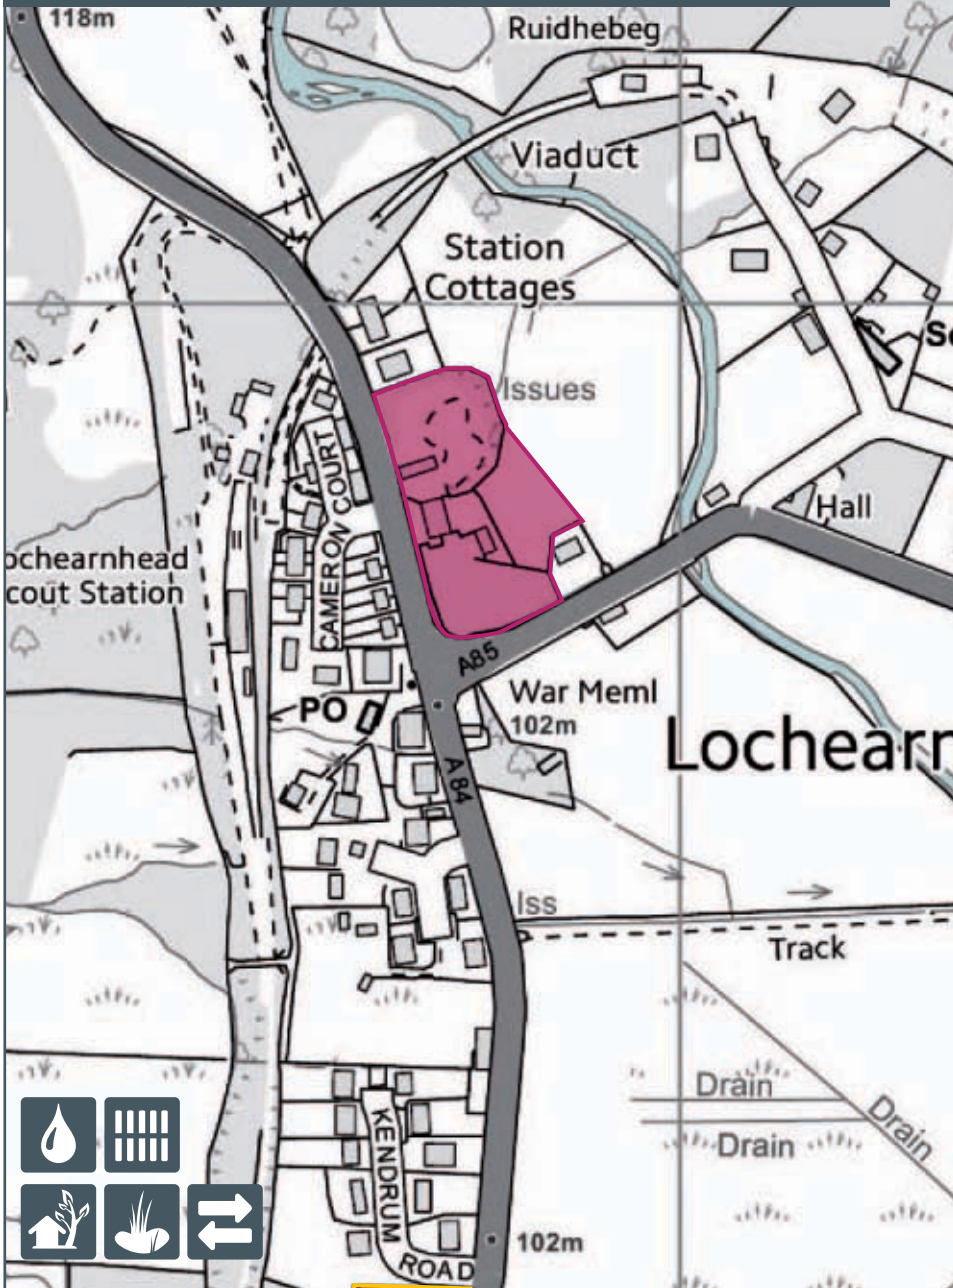 118m
Ruidhebeg
Viaduct
Station
Cottages
Issues
CAMERON COURT
Hall
ochearnhead
cout Station
A85
War Meml
102m
PO
Lochearn
A 84
Iss
Track
Drain
Drain
Drain
KENDRUM
ROAD
102m